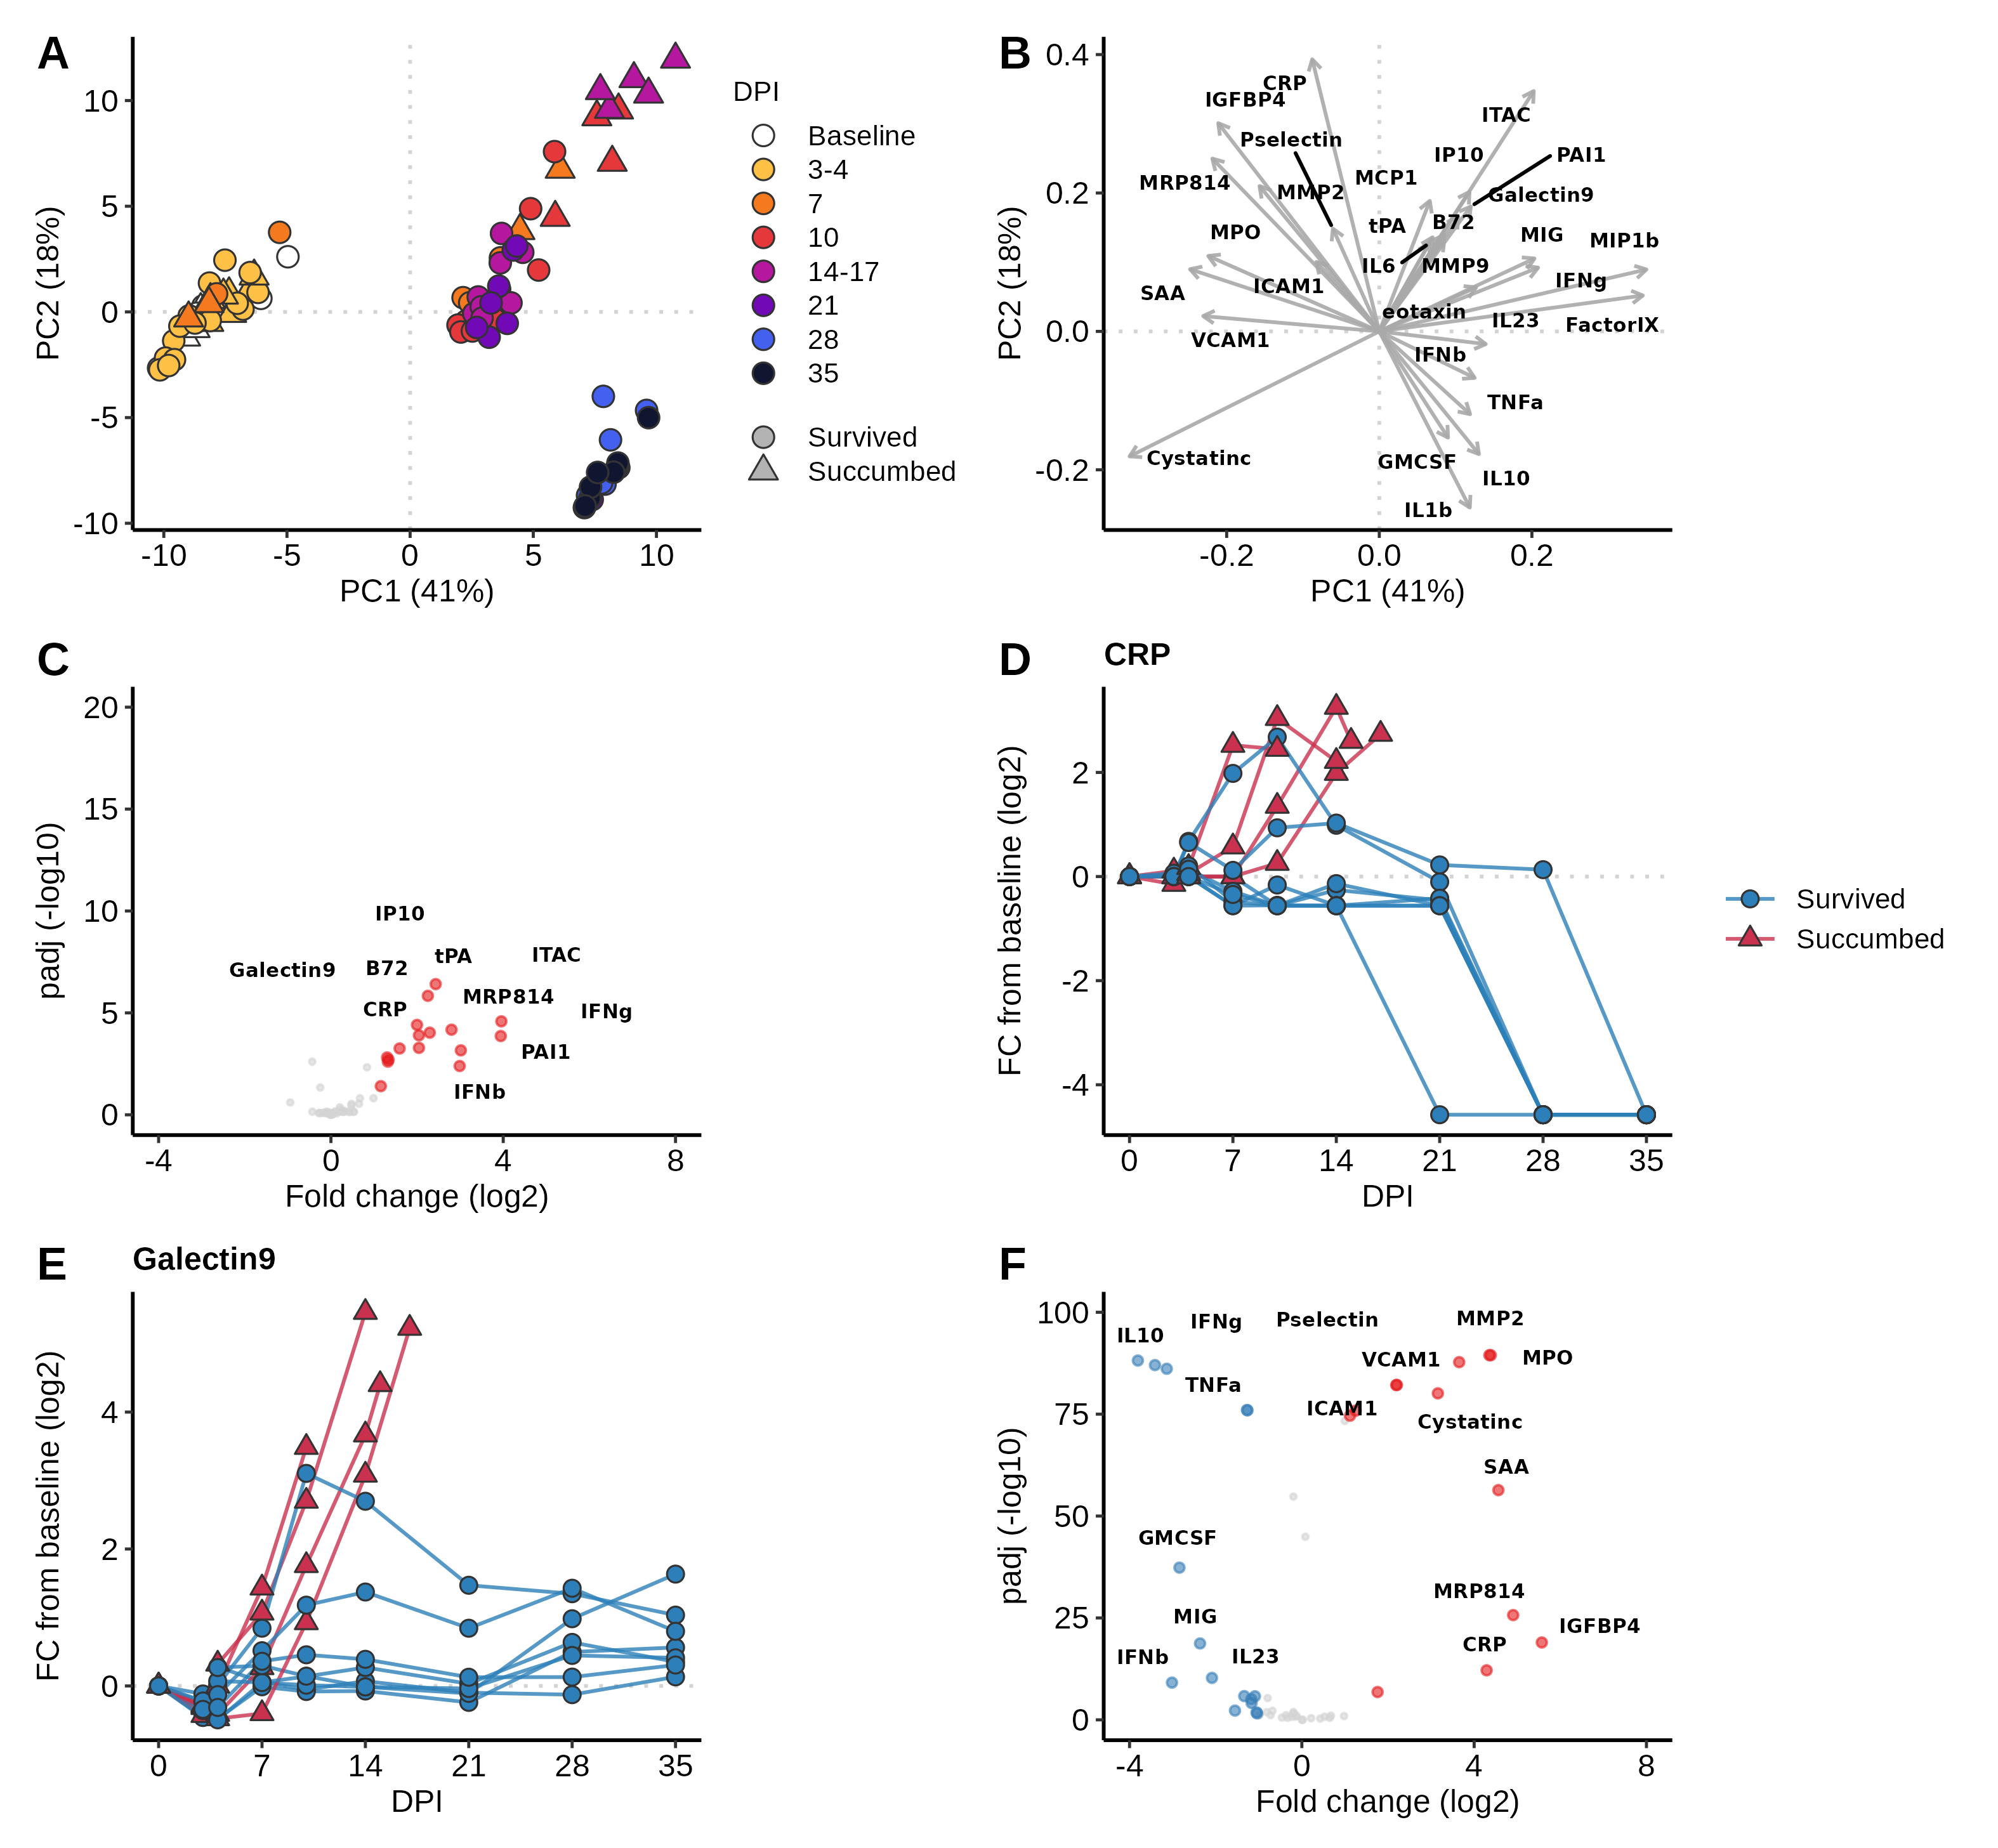 A
10
5
0
-5
-10
-10
-5
0
5
10
PC1 (41%)
PC2 (18%)
DPI
Baseline
3-4
7
10
14-17
21
28
35
Survived
Succumbed
B
0.4
0.2
0.0
-0.2
-0.2
0.0
0.2
PC1 (41%)
PC2 (18%)
CRP
IGFBP4
ITAC
Pselectin
IP10
PAI1
MRP814
MMP2
MCP1
Galectin9
MPO
tPA
B72
MIG
MIP1b
IL6
MMP9
SAA
ICAM1
IFNg
eotaxin
IL23
FactorIX
VCAM1
IFNb
TNFa
Cystatinc
GMCSF
IL10
IL1b
C
20
15
10
5
0
-4
0
4
8
Fold change (log2)
padj (-log10)
IP10
Galectin9
B72
tPA
ITAC
CRP
MRP814
IFNg
PAI1
IFNb
D
CRP
2
0
-2
-4
0
7
14
21
28
35
DPI
FC from baseline (log2)
Survived
Succumbed
E
Galectin9
4
2
0
0
7
14
21
28
35
DPI
FC from baseline (log2)
F
100
75
50
25
0
-4
0
4
8
Fold change (log2)
padj (-log10)
IL10
IFNg
Pselectin
MMP2
TNFa
VCAM1
MPO
ICAM1
Cystatinc
SAA
GMCSF
MRP814
MIG
IGFBP4
CRP
IFNb
IL23